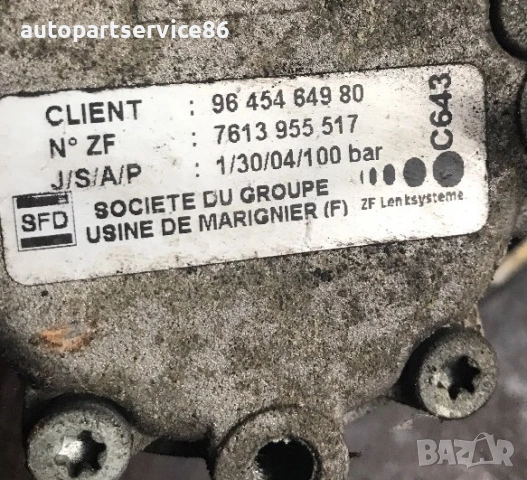 autopartservice86
CLIENT : 96 454 649 80
N° ZF : 7613 955 517
J/S/A/P : 1/30/04/100 bar
C643
SFD
SOCIETE DU GROUPE
USINE DE MARIGNIER (F)
ZF Lenksysteme
BAZAR